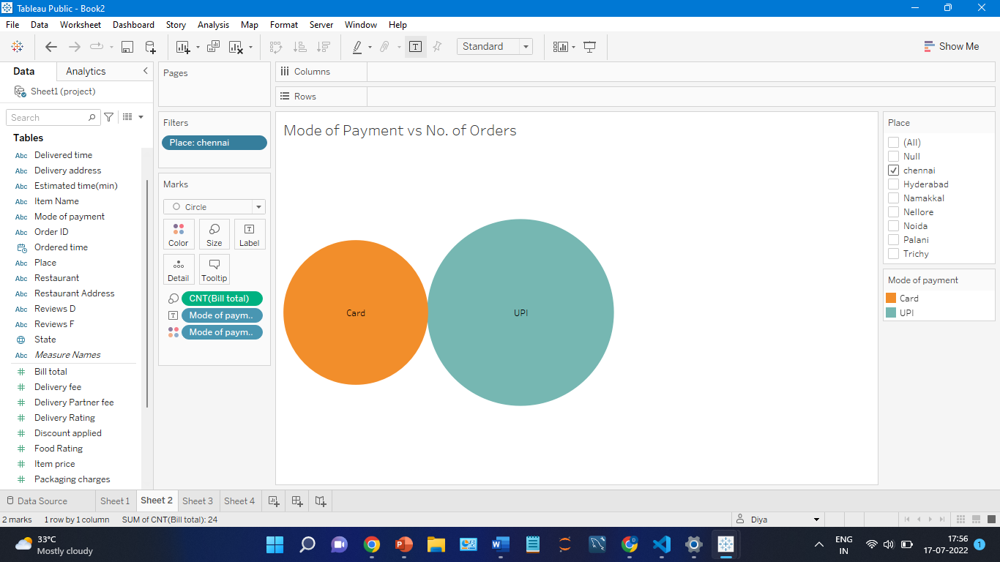 Tableau Public - Book2
File Data Worksheet Dashboard Story Analysis Map Format Server Window Help
Standard
Show Me
Data Analytics
Sheet1 (project)
Search
Tables
Delivered time
Delivery address
Estimated time(min)
Item Name
Mode of payment
Order ID
Ordered time
Place
Restaurant
Restaurant Address
Reviews D
Reviews F
State
Measure Names
Bill total
Delivery fee
Delivery Partner fee
Delivery Rating
Discount applied
Food Rating
Item price
Packaging charges
Abc
Abc
Abc
Abc
Abc
Abc
Abc
Abc
Abc
Abc
Abc
Abc
Pages
Filters
Place: chennai
Marks
Circle
Color Size Label
Detail Tooltip
CNT(Bill total)
Mode of paym..
Mode of paym..
Columns
Rows
Mode of Payment vs No. of Orders
Card
UPI
Place
(All)
Null
chennai
Hyderabad
Namakkal
Nellore
Noida
Palani
Trichy
Mode of payment
Card
UPI
Data Source Sheet 1 Sheet 2 Sheet 3 Sheet 4
2 marks 1 row by 1 column SUM of CNT(Bill total): 24
Diya
33°C
Mostly cloudy
ENG
IN
17:56
17-07-2022
1